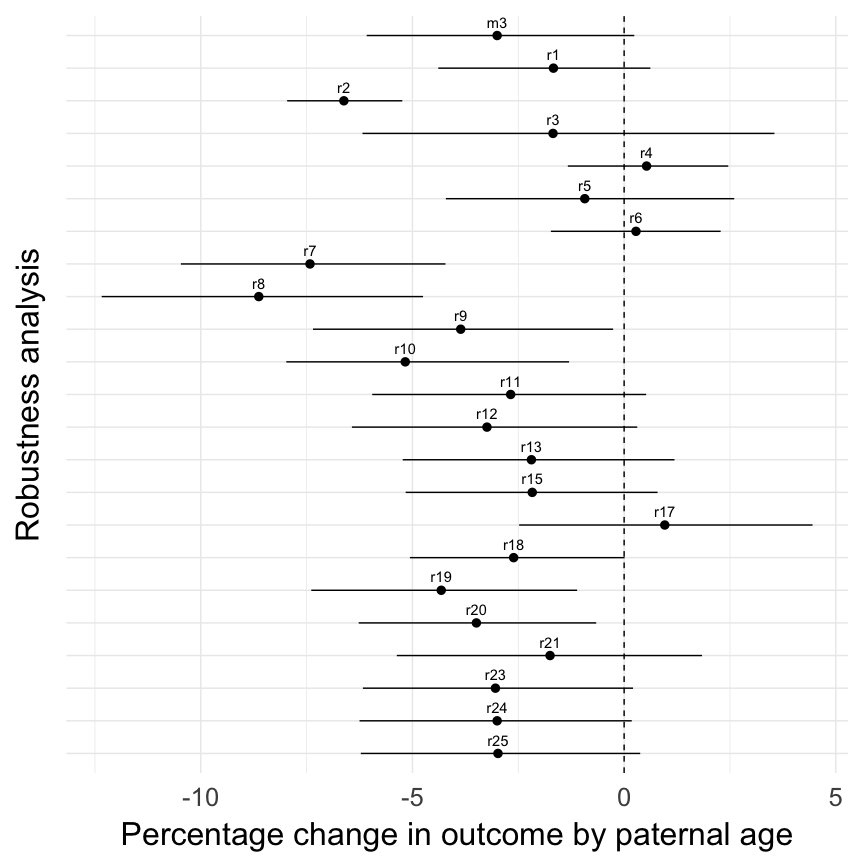 m3
r1
r2
r3
r4
r5
r6
r7
r8
r9
r10
r11
r12
r13
r15
r17
r18
r19
r20
r21
r23
r24
r25
Robustness analysis
-10 -5 0 5
Percentage change in outcome by paternal age